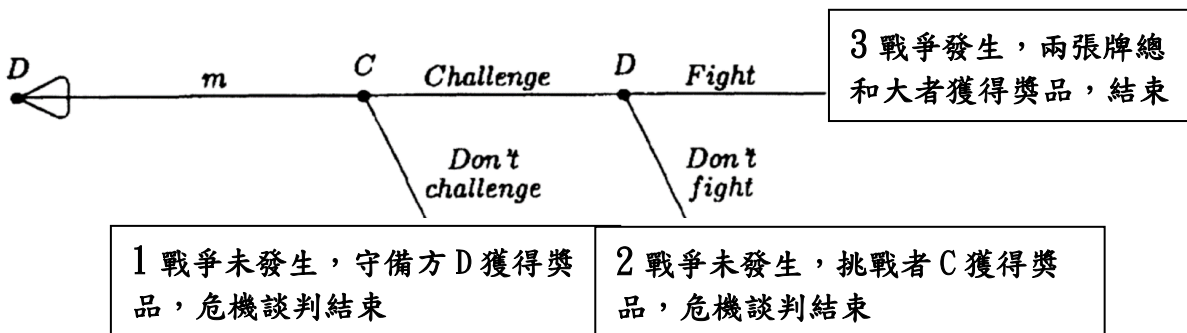 D
m
C
Challenge
D
Fight
3 戰爭發生，兩張牌總
和大者獲得獎品，結束
Don't
challenge
Don't
fight
1 戰爭未發生，守備方 D 獲得獎
品，危機談判結束
2 戰爭未發生，挑戰者 C 獲得獎
品，危機談判結束